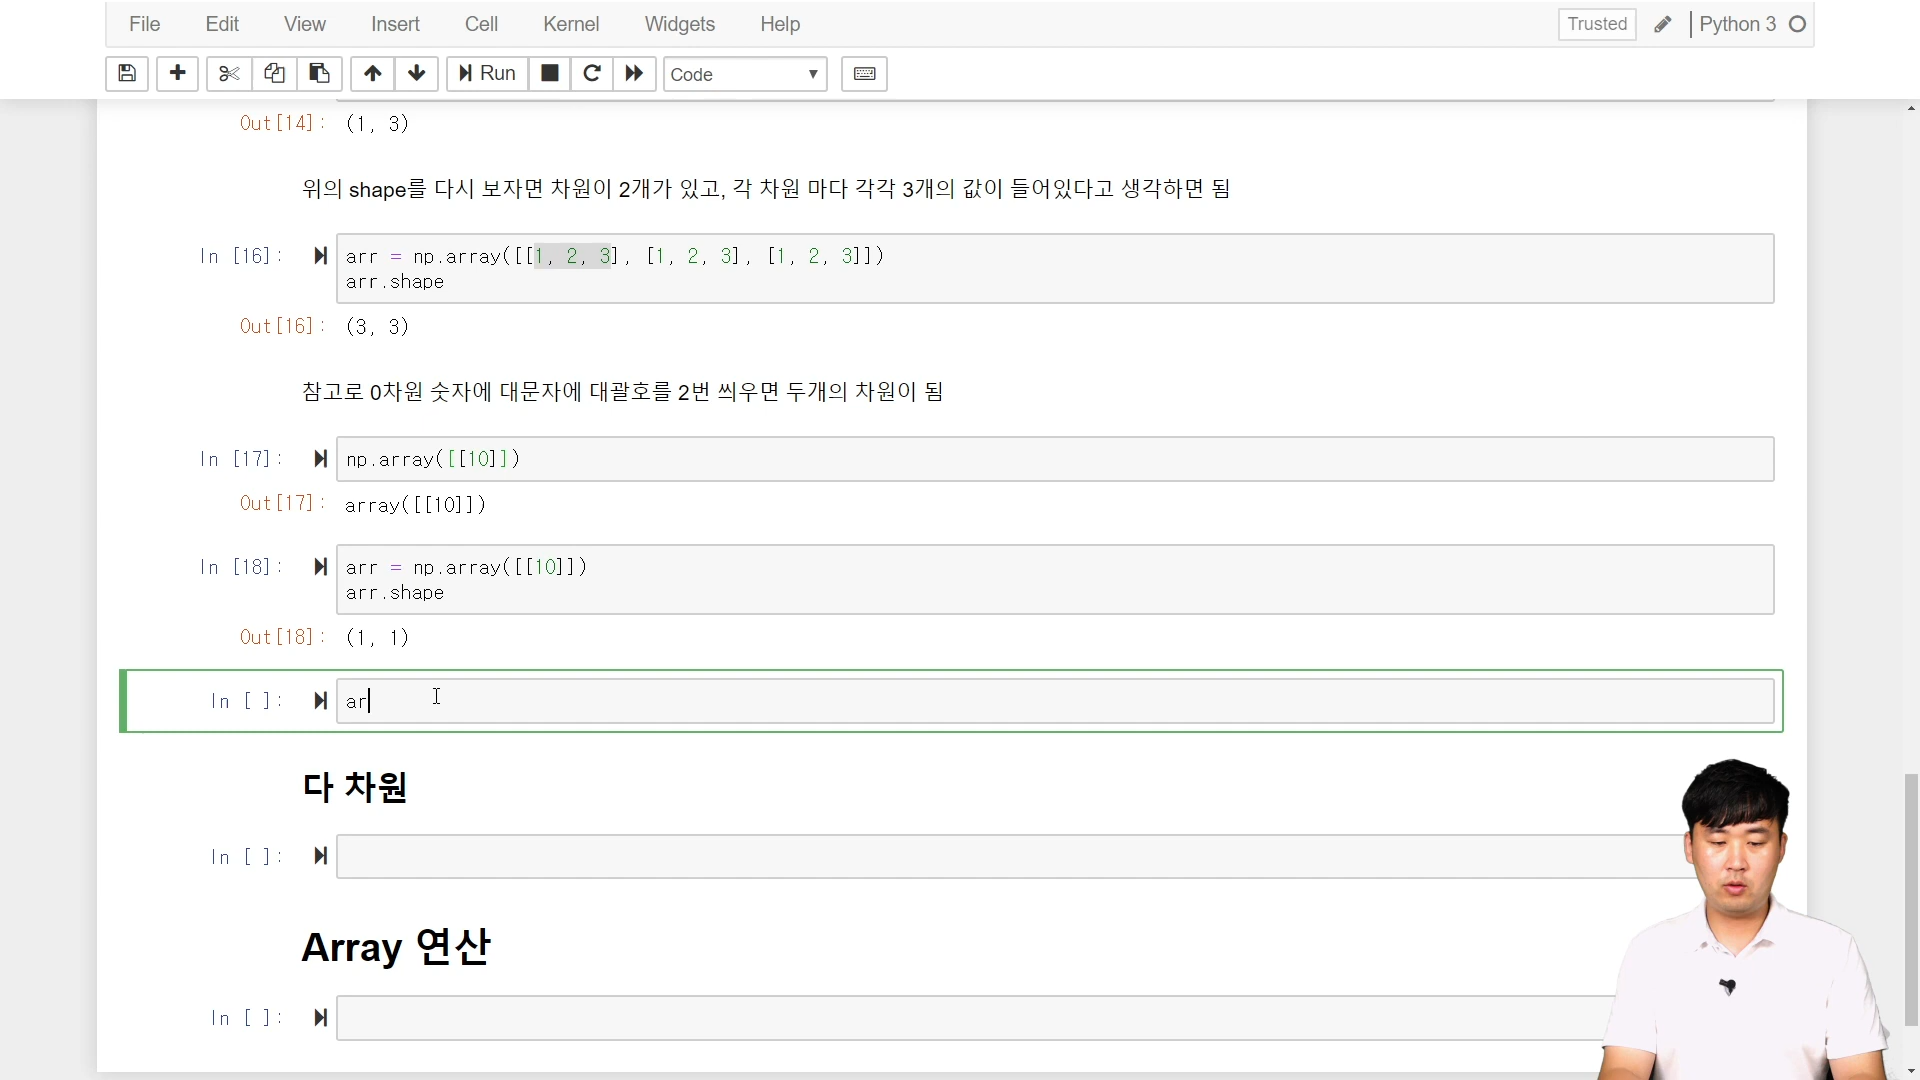 File Edit View Insert Cell Kernel Widgets Help Trusted Python 3
Run Code
Out[14]: (1, 3)
위의 shape를 다시 보자면 차원이 2개가 있고, 각 차원 마다 각각 3개의 값이 들어있다고 생각하면 됨
In [16]: arr = np.array([[1, 2, 3], [1, 2, 3], [1, 2, 3]])
arr.shape
Out[16]: (3, 3)
참고로 0차원 숫자에 대문자에 대괄호를 2번 씌우면 두개의 차원이 됨
In [17]: np.array([[10]])
Out[17]: array([[10]])
In [18]: arr = np.array([[10]])
arr.shape
Out[18]: (1, 1)
In [ ]: ar
다 차원
In [ ]:
Array 연산
In [ ]: